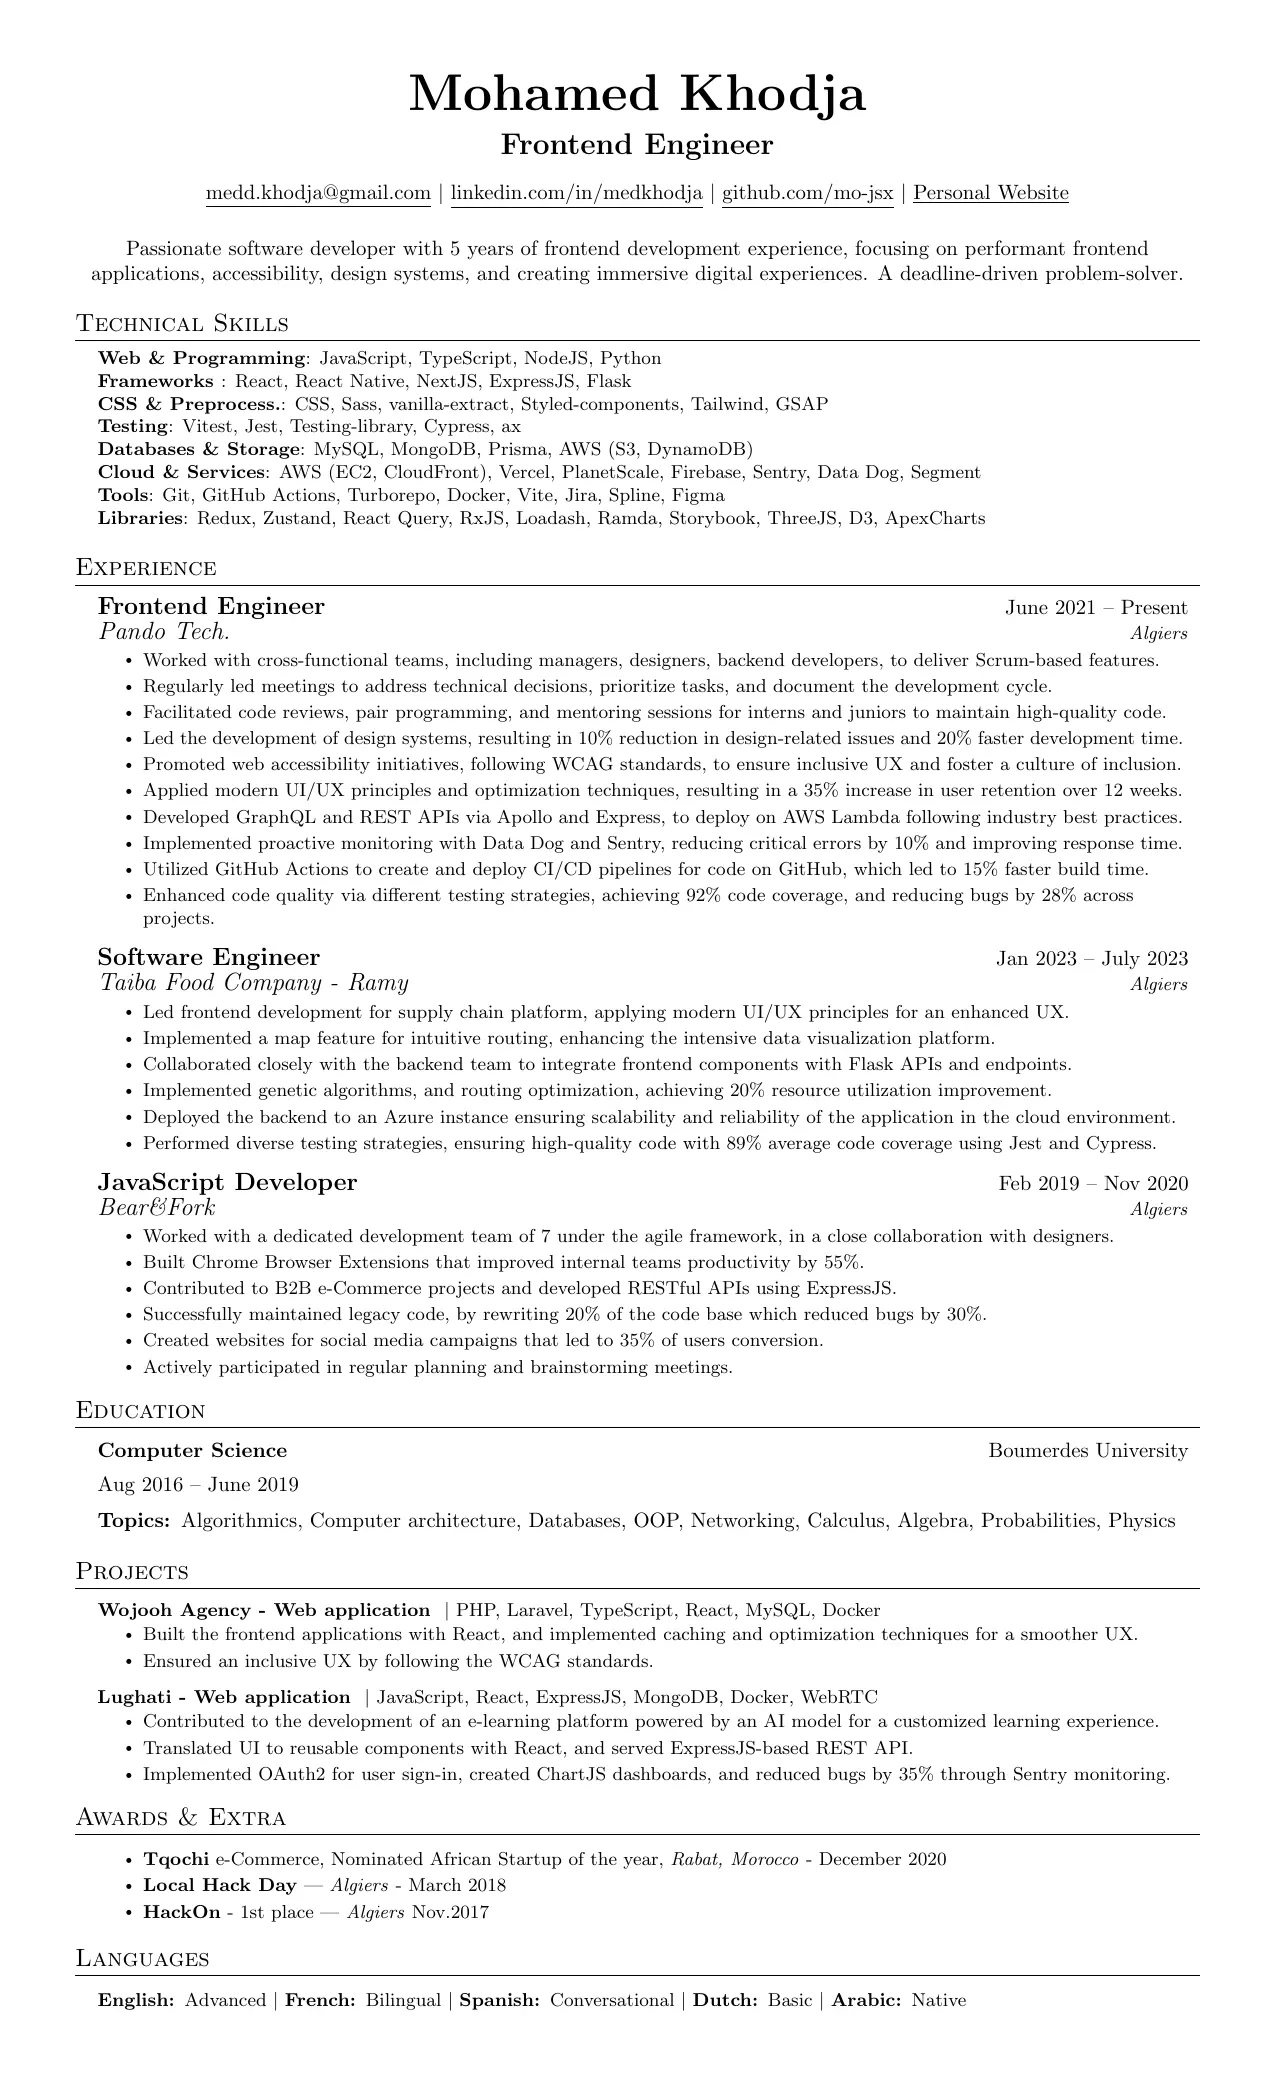 Mohamed Khodja
Frontend Engineer
medd.khodja@gmail.com | linkedin.com/in/medkhodja | github.com/mo-jsx | Personal Website
Passionate software developer with 5 years of frontend development experience, focusing on performant frontend
applications, accessibility, design systems, and creating immersive digital experiences. A deadline-driven problem-solver.
Technical Skills
Web & Programming: JavaScript, TypeScript, NodeJS, Python
Frameworks : React, React Native, NextJS, ExpressJS, Flask
CSS & Preprocess.: CSS, Sass, vanilla-extract, Styled-components, Tailwind, GSAP
Testing: Vitest, Jest, Testing-library, Cypress, ax
Databases & Storage: MySQL, MongoDB, Prisma, AWS (S3, DynamoDB)
Cloud & Services: AWS (EC2, CloudFront), Vercel, PlanetScale, Firebase, Sentry, Data Dog, Segment
Tools: Git, GitHub Actions, Turborepo, Docker, Vite, Jira, Spline, Figma
Libraries: Redux, Zustand, React Query, RxJS, Loadash, Ramda, Storybook, ThreeJS, D3, ApexCharts
Experience
Frontend Engineer June 2021 – Present
Pando Tech. Algiers
• Worked with cross-functional teams, including managers, designers, backend developers, to deliver Scrum-based features.
• Regularly led meetings to address technical decisions, prioritize tasks, and document the development cycle.
• Facilitated code reviews, pair programming, and mentoring sessions for interns and juniors to maintain high-quality code.
• Led the development of design systems, resulting in 10% reduction in design-related issues and 20% faster development time.
• Promoted web accessibility initiatives, following WCAG standards, to ensure inclusive UX and foster a culture of inclusion.
• Applied modern UI/UX principles and optimization techniques, resulting in a 35% increase in user retention over 12 weeks.
• Developed GraphQL and REST APIs via Apollo and Express, to deploy on AWS Lambda following industry best practices.
• Implemented proactive monitoring with Data Dog and Sentry, reducing critical errors by 10% and improving response time.
• Utilized GitHub Actions to create and deploy CI/CD pipelines for code on GitHub, which led to 15% faster build time.
• Enhanced code quality via different testing strategies, achieving 92% code coverage, and reducing bugs by 28% across
projects.
Software Engineer Jan 2023 – July 2023
Taiba Food Company - Ramy Algiers
• Led frontend development for supply chain platform, applying modern UI/UX principles for an enhanced UX.
• Implemented a map feature for intuitive routing, enhancing the intensive data visualization platform.
• Collaborated closely with the backend team to integrate frontend components with Flask APIs and endpoints.
• Implemented genetic algorithms, and routing optimization, achieving 20% resource utilization improvement.
• Deployed the backend to an Azure instance ensuring scalability and reliability of the application in the cloud environment.
• Performed diverse testing strategies, ensuring high-quality code with 89% average code coverage using Jest and Cypress.
JavaScript Developer Feb 2019 – Nov 2020
Bear&Fork Algiers
• Worked with a dedicated development team of 7 under the agile framework, in a close collaboration with designers.
• Built Chrome Browser Extensions that improved internal teams productivity by 55%.
• Contributed to B2B e-Commerce projects and developed RESTful APIs using ExpressJS.
• Successfully maintained legacy code, by rewriting 20% of the code base which reduced bugs by 30%.
• Created websites for social media campaigns that led to 35% of users conversion.
• Actively participated in regular planning and brainstorming meetings.
Education
Computer Science Boumerdes University
Aug 2016 – June 2019
Topics: Algorithmics, Computer architecture, Databases, OOP, Networking, Calculus, Algebra, Probabilities, Physics
Projects
Wojooh Agency - Web application | PHP, Laravel, TypeScript, React, MySQL, Docker
• Built the frontend applications with React, and implemented caching and optimization techniques for a smoother UX.
• Ensured an inclusive UX by following the WCAG standards.
Lughati - Web application | JavaScript, React, ExpressJS, MongoDB, Docker, WebRTC
• Contributed to the development of an e-learning platform powered by an AI model for a customized learning experience.
• Translated UI to reusable components with React, and served ExpressJS-based REST API.
• Implemented OAuth2 for user sign-in, created ChartJS dashboards, and reduced bugs by 35% through Sentry monitoring.
Awards & Extra
• Tqochi e-Commerce, Nominated African Startup of the year, Rabat, Morocco - December 2020
• Local Hack Day — Algiers - March 2018
• HackOn - 1st place — Algiers Nov.2017
Languages
English: Advanced | French: Bilingual | Spanish: Conversational | Dutch: Basic | Arabic: Native